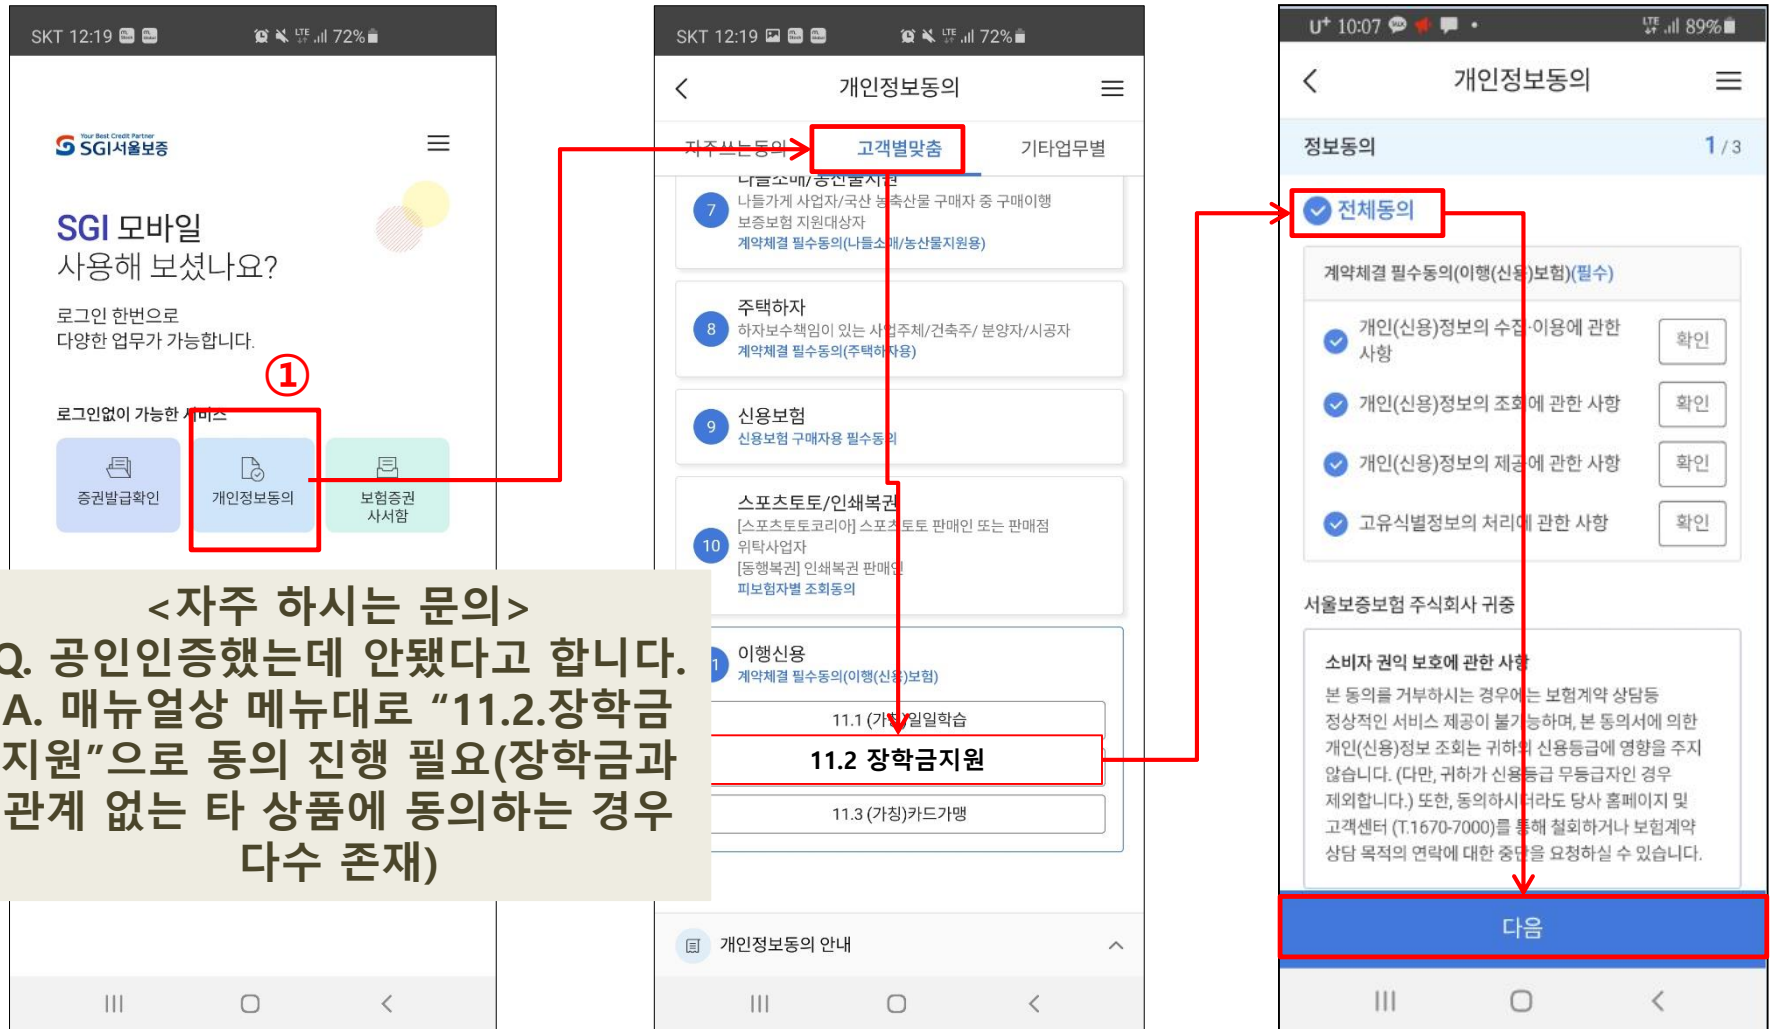 SKT 12:19
LTE
72%
Your Best Credit Partner
SGI서울보증
SGI 모바일
사용해 보셨나요?
로그인 한번으로
다양한 업무가 가능합니다.
①
로그인없이 가능한 서비스
증권발급확인
개인정보동의
보험증권
사서함
<자주 하시는 문의>
Q. 공인인증했는데 안됐다고 합니다.
A. 매뉴얼상 메뉴대로 “11.2.장학금
지원”으로 동의 진행 필요(장학금과
관계 없는 타 상품에 동의하는 경우
다수 존재)
SKT 12:19
LTE
72%
개인정보동의
자주쓰는동의
고객별맞춤
기타업무별
7
나들소매/농산물지원
나들가게 사업자/국산 농축산물 구매자 중 구매이행
보증보험 지원대상자
계약체결 필수동의(나들소매/농산물지원용)
8
주택하자
하자보수책임이 있는 사업주체/건축주/ 분양자/시공자
계약체결 필수동의(주택하자용)
9
신용보험
신용보험 구매자용 필수동의
10
스포츠토토/인쇄복권
[스포츠토토코리아] 스포츠토토 판매인 또는 판매점
위탁사업자
[동행복권] 인쇄복권 판매인
피보험자별 조회동의
1
이행신용
계약체결 필수동의(이행(신용)보험)
11.1 (가칭)일일학습
11.2 장학금지원
11.3 (가칭)카드가맹
개인정보동의 안내
U+ 10:07
LTE
89%
개인정보동의
정보동의
1 / 3
전체동의
계약체결 필수동의(이행(신용)보험)(필수)
개인(신용)정보의 수집·이용에 관한
사항
확인
개인(신용)정보의 조회에 관한 사항
확인
개인(신용)정보의 제공에 관한 사항
확인
고유식별정보의 처리에 관한 사항
확인
서울보증보험 주식회사 귀중
소비자 권익 보호에 관한 사항
본 동의를 거부하시는 경우에는 보험계약 상담등
정상적인 서비스 제공이 불가능하며, 본 동의서에 의한
개인(신용)정보 조회는 귀하의 신용등급에 영향을 주지
않습니다. (다만, 귀하가 신용등급 무등급자인 경우
제외합니다.) 또한, 동의하시더라도 당사 홈페이지 및
고객센터 (T.1670-7000)를 통해 철회하거나 보험계약
상담 목적의 연락에 대한 중단을 요청하실 수 있습니다.
다음